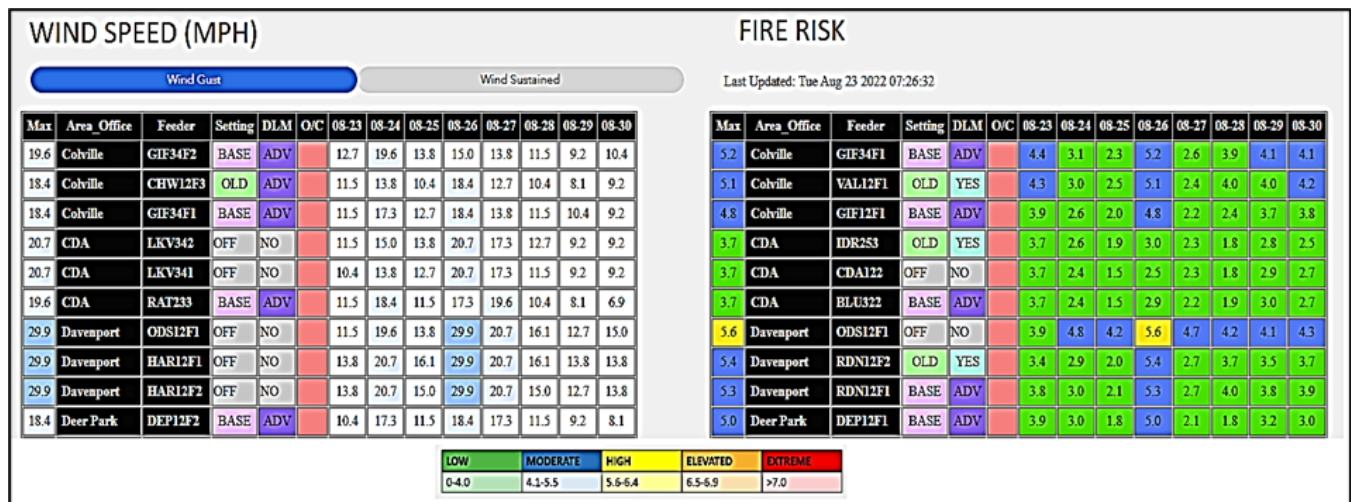 WIND SPEED (MPH)
Wind Gust Wind Sustained
Max Area_Office Feeder Setting DLM O/C 08-23 08-24 08-25 08-26 08-27 08-28 08-29 08-30
19.6 Colville GIF34F2 BASE ADV 12.7 19.6 13.8 15.0 13.8 11.5 9.2 10.4
18.4 Colville CHW12F3 OLD ADV 11.5 13.8 10.4 18.4 12.7 10.4 8.1 9.2
18.4 Colville GIF34F1 BASE ADV 11.5 17.3 12.7 18.4 13.8 11.5 10.4 9.2
20.7 CDA LKV342 OFF NO 11.5 15.0 13.8 20.7 17.3 12.7 9.2 9.2
20.7 CDA LKV341 OFF NO 10.4 13.8 12.7 20.7 17.3 11.5 9.2 9.2
19.6 CDA RAT233 BASE ADV 11.5 18.4 11.5 17.3 19.6 10.4 8.1 6.9
29.9 Davenport ODS12F1 OFF NO 11.5 19.6 13.8 29.9 20.7 16.1 12.7 15.0
29.9 Davenport HAR12F1 OFF NO 13.8 20.7 16.1 29.9 20.7 16.1 13.8 13.8
29.9 Davenport HAR12F2 OFF NO 13.8 20.7 15.0 29.9 20.7 15.0 12.7 13.8
18.4 Deer Park DEP12F2 BASE ADV 10.4 17.3 11.5 18.4 17.3 11.5 9.2 8.1
FIRE RISK
Last Updated: Tue Aug 23 2022 07:26:32
Max Area_Office Feeder Setting DLM O/C 08-23 08-24 08-25 08-26 08-27 08-28 08-29 08-30
5.2 Colville GIF34F1 BASE ADV 4.4 3.1 2.3 5.2 2.6 3.9 4.1 4.1
5.1 Colville VAL12F1 OLD YES 4.3 3.0 2.5 5.1 2.4 4.0 4.0 4.2
4.8 Colville GIF12F1 BASE ADV 3.9 2.6 2.0 4.8 2.2 2.4 3.7 3.8
3.7 CDA IDR253 OLD YES 3.7 2.6 1.9 3.0 2.3 1.8 2.8 2.5
3.7 CDA CDA122 OFF NO 3.7 2.4 1.5 2.5 2.3 1.8 2.9 2.7
3.7 CDA BLU322 BASE ADV 3.7 2.4 1.5 2.9 2.2 1.9 3.0 2.7
5.6 Davenport ODS12F1 OFF NO 3.9 4.8 4.2 5.6 4.7 4.2 4.1 4.3
5.4 Davenport RDN12F2 OLD YES 3.4 2.9 2.0 5.4 2.7 3.7 3.5 3.7
5.3 Davenport RDN12F1 BASE ADV 3.8 3.0 2.1 5.3 2.7 4.0 3.8 3.9
5.0 Deer Park DEP12F1 BASE ADV 3.9 3.0 1.8 5.0 2.1 1.8 3.2 3.0
LOW MODERATE HIGH ELEVATED EXTREME
0-4.0 4.1-5.5 5.6-6.4 6.5-6.9 >7.0